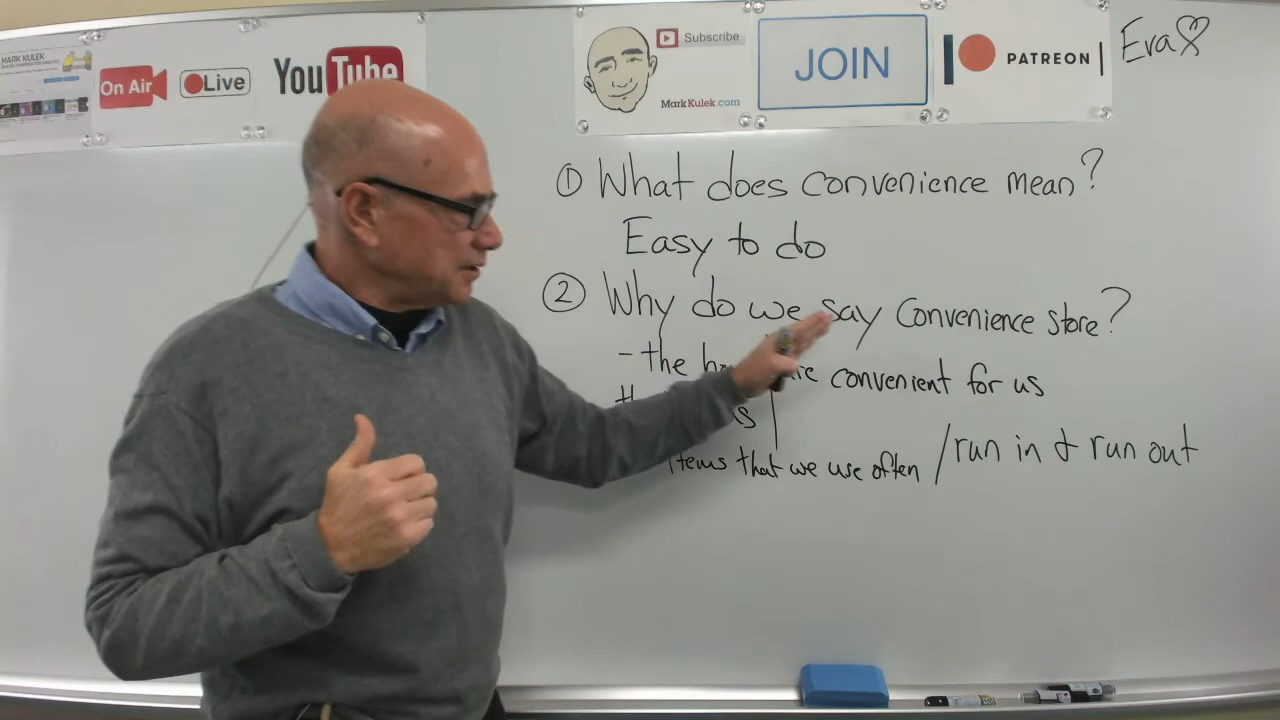 MARK KULEK
On Air
Live
YouTube
Subscribe
MarkKulek.com
JOIN
PATREON
Eva
① What does convenience mean?
Easy to do
② Why do we say convenience store?
- the convenient for us
items that we use often / run in & run out